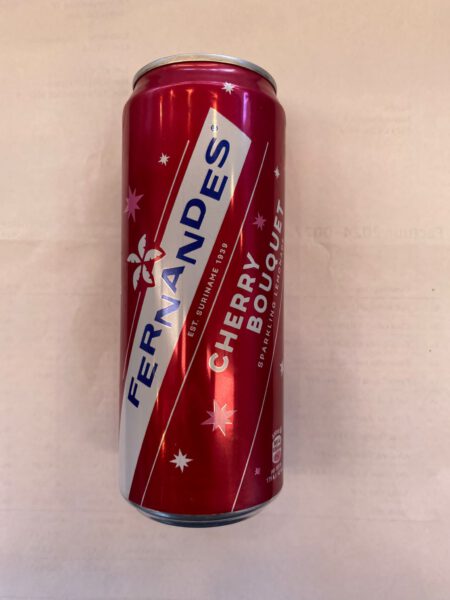 FERNANDES®
EST. SURINAME 1939
CHERRY
BOUQUET
SPARKLING